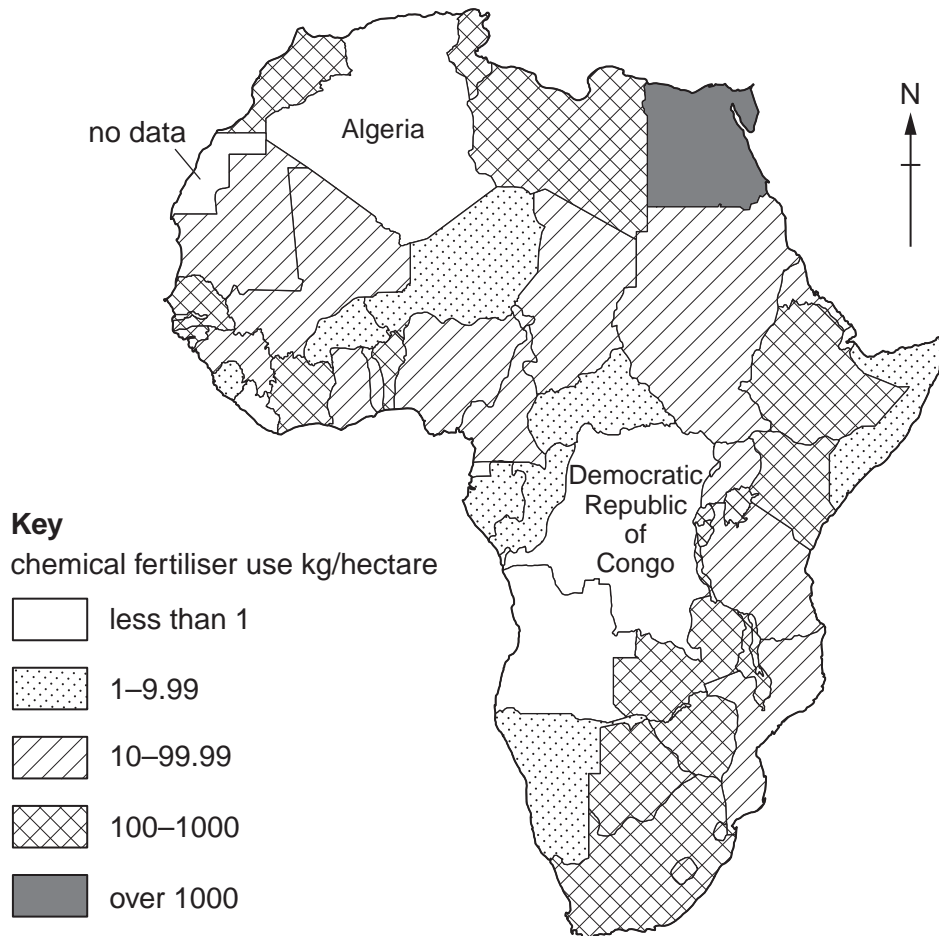 N
Algeria
no data
Democratic
Republic
of
Congo
Key
chemical fertiliser use kg/hectare
less than 1
1–9.99
10–99.99
100–1000
over 1000